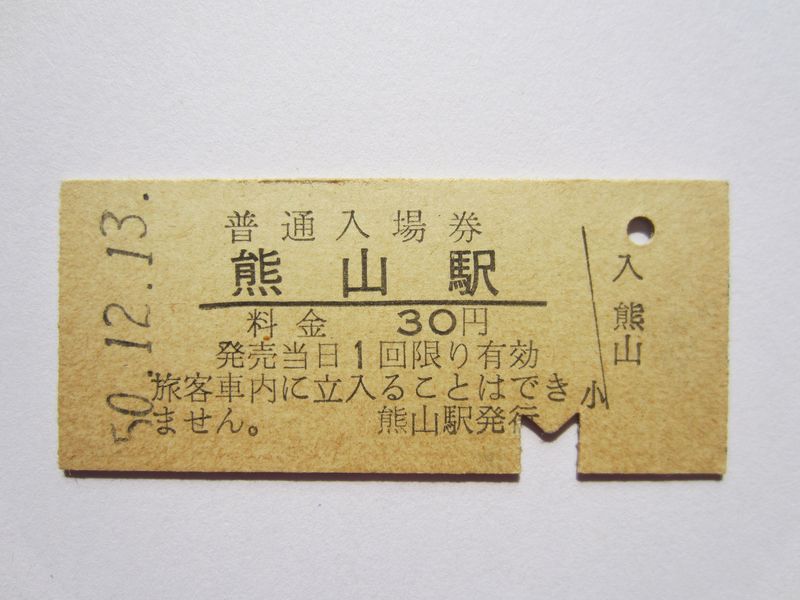 50.12.13.
普通入場券
熊山駅
料金 30円
発売当日1回限り有効
旅客車内に立入ることはでき
ません。 熊山駅発行
小
入 熊山